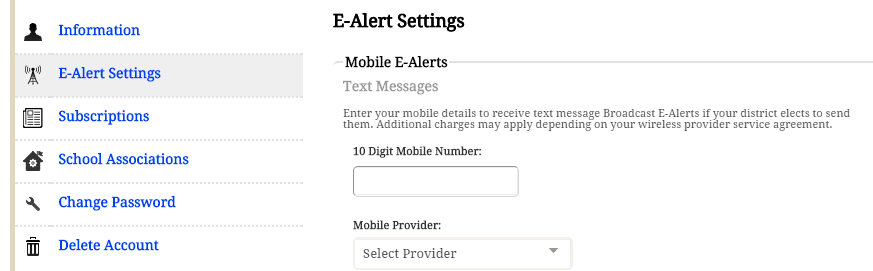 Information
E-Alert Settings
Subscriptions
School Associations
Change Password
Delete Account
E-Alert Settings
Mobile E-Alerts
Text Messages
Enter your mobile details to receive text message Broadcast E-Alerts if your district elects to send
them. Additional charges may apply depending on your wireless provider service agreement.
10 Digit Mobile Number:
Mobile Provider:
Select Provider